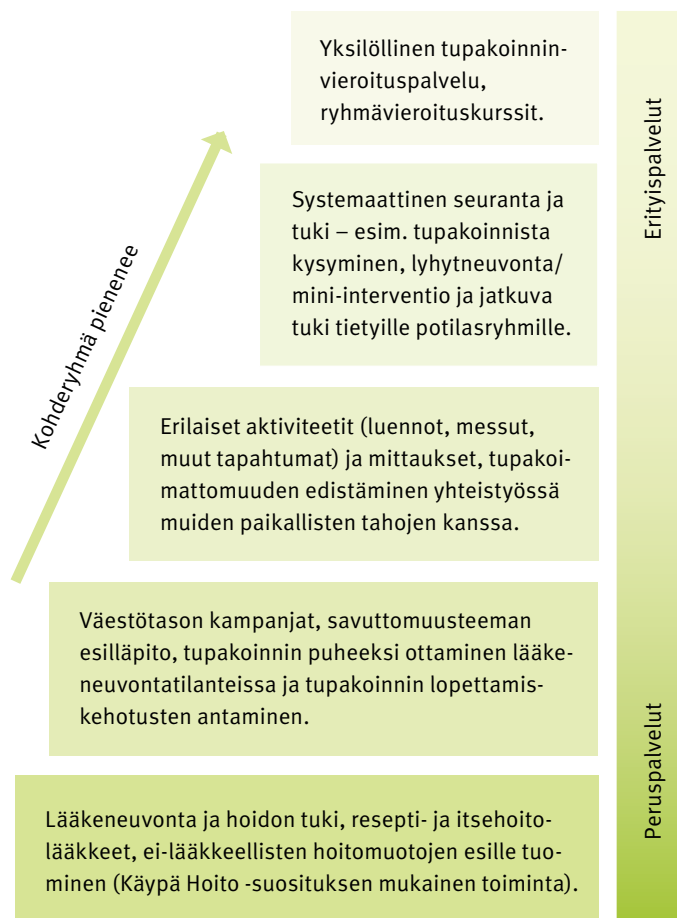 Yksilöllinen tupakoinnin-
vieroituspalvelu,
ryhmävieroituskurssit.
Systemaattinen seuranta ja
tuki – esim. tupakoinnista
kysyminen, lyhytneuvonta/
mini-interventio ja jatkuva
tuki tietyille potilasryhmille.
Erilaiset aktiviteetit (luennot, messut,
muut tapahtumat) ja mittaukset, tupakoi-
mattomuuden edistäminen yhteistyössä
muiden paikallisten tahojen kanssa.
Väestötason kampanjat, savuttomuusteeman
esilläpito, tupakoinnin puheeksi ottaminen lääke-
neuvontatilanteissa ja tupakoinnin lopettamis-
kehotusten antaminen.
Lääkeneuvonta ja hoidon tuki, resepti- ja itsehoito-
lääkkeet, ei-lääkkeellisten hoitomuotojen esille tuo-
minen (Käypä Hoito -suosituksen mukainen toiminta).
Kohderyhmä pienenee
Erityispalvelut
Peruspalvelut